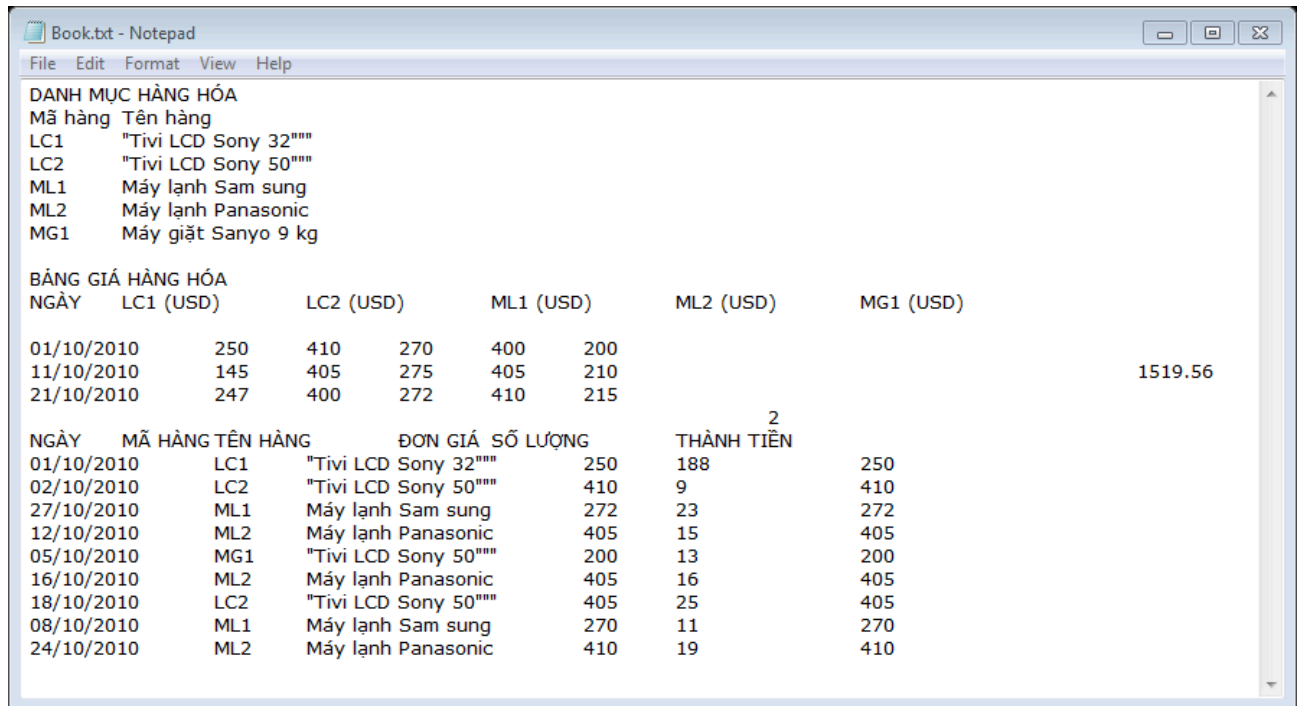 Book.txt - Notepad
File Edit Format View Help
DANH MỤC HÀNG HÓA
Mã hàng Tên hàng
LC1 "Tivi LCD Sony 32"""
LC2 "Tivi LCD Sony 50"""
ML1 Máy lạnh Sam sung
ML2 Máy lạnh Panasonic
MG1 Máy giặt Sanyo 9 kg
BẢNG GIÁ HÀNG HÓA
NGÀY LC1 (USD) LC2 (USD) ML1 (USD) ML2 (USD) MG1 (USD)
01/10/2010 250 410 270 400 200
11/10/2010 145 405 275 405 210 1519.56
21/10/2010 247 400 272 410 215
2
NGÀY MÃ HÀNG TÊN HÀNG ĐƠN GIÁ SỐ LƯỢNG THÀNH TIỀN
01/10/2010 LC1 "Tivi LCD Sony 32""" 250 188 250
02/10/2010 LC2 "Tivi LCD Sony 50""" 410 9 410
27/10/2010 ML1 Máy lạnh Sam sung 272 23 272
12/10/2010 ML2 Máy lạnh Panasonic 405 15 405
05/10/2010 MG1 "Tivi LCD Sony 50""" 200 13 200
16/10/2010 ML2 Máy lạnh Panasonic 405 16 405
18/10/2010 LC2 "Tivi LCD Sony 50""" 405 25 405
08/10/2010 ML1 Máy lạnh Sam sung 270 11 270
24/10/2010 ML2 Máy lạnh Panasonic 410 19 410